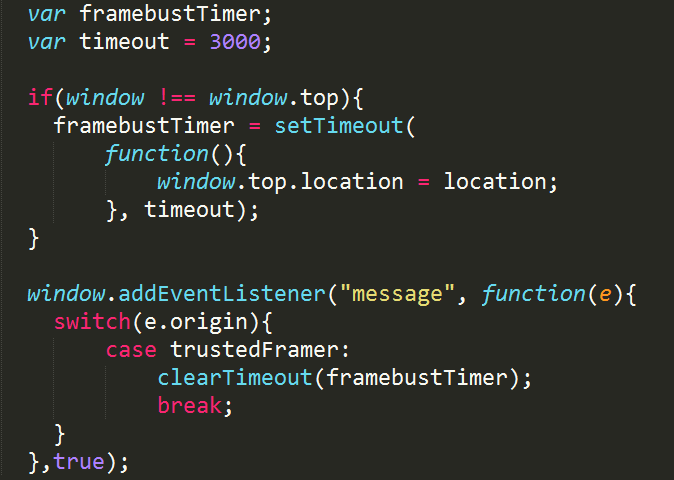 var framebustTimer;
var timeout = 3000;
if(window !== window.top){
framebustTimer = setTimeout(
function(){
window.top.location = location;
}, timeout);
}
window.addEventListener("message", function(e){
switch(e.origin){
case trustedFramer:
clearTimeout(framebustTimer);
break;
}
},true);